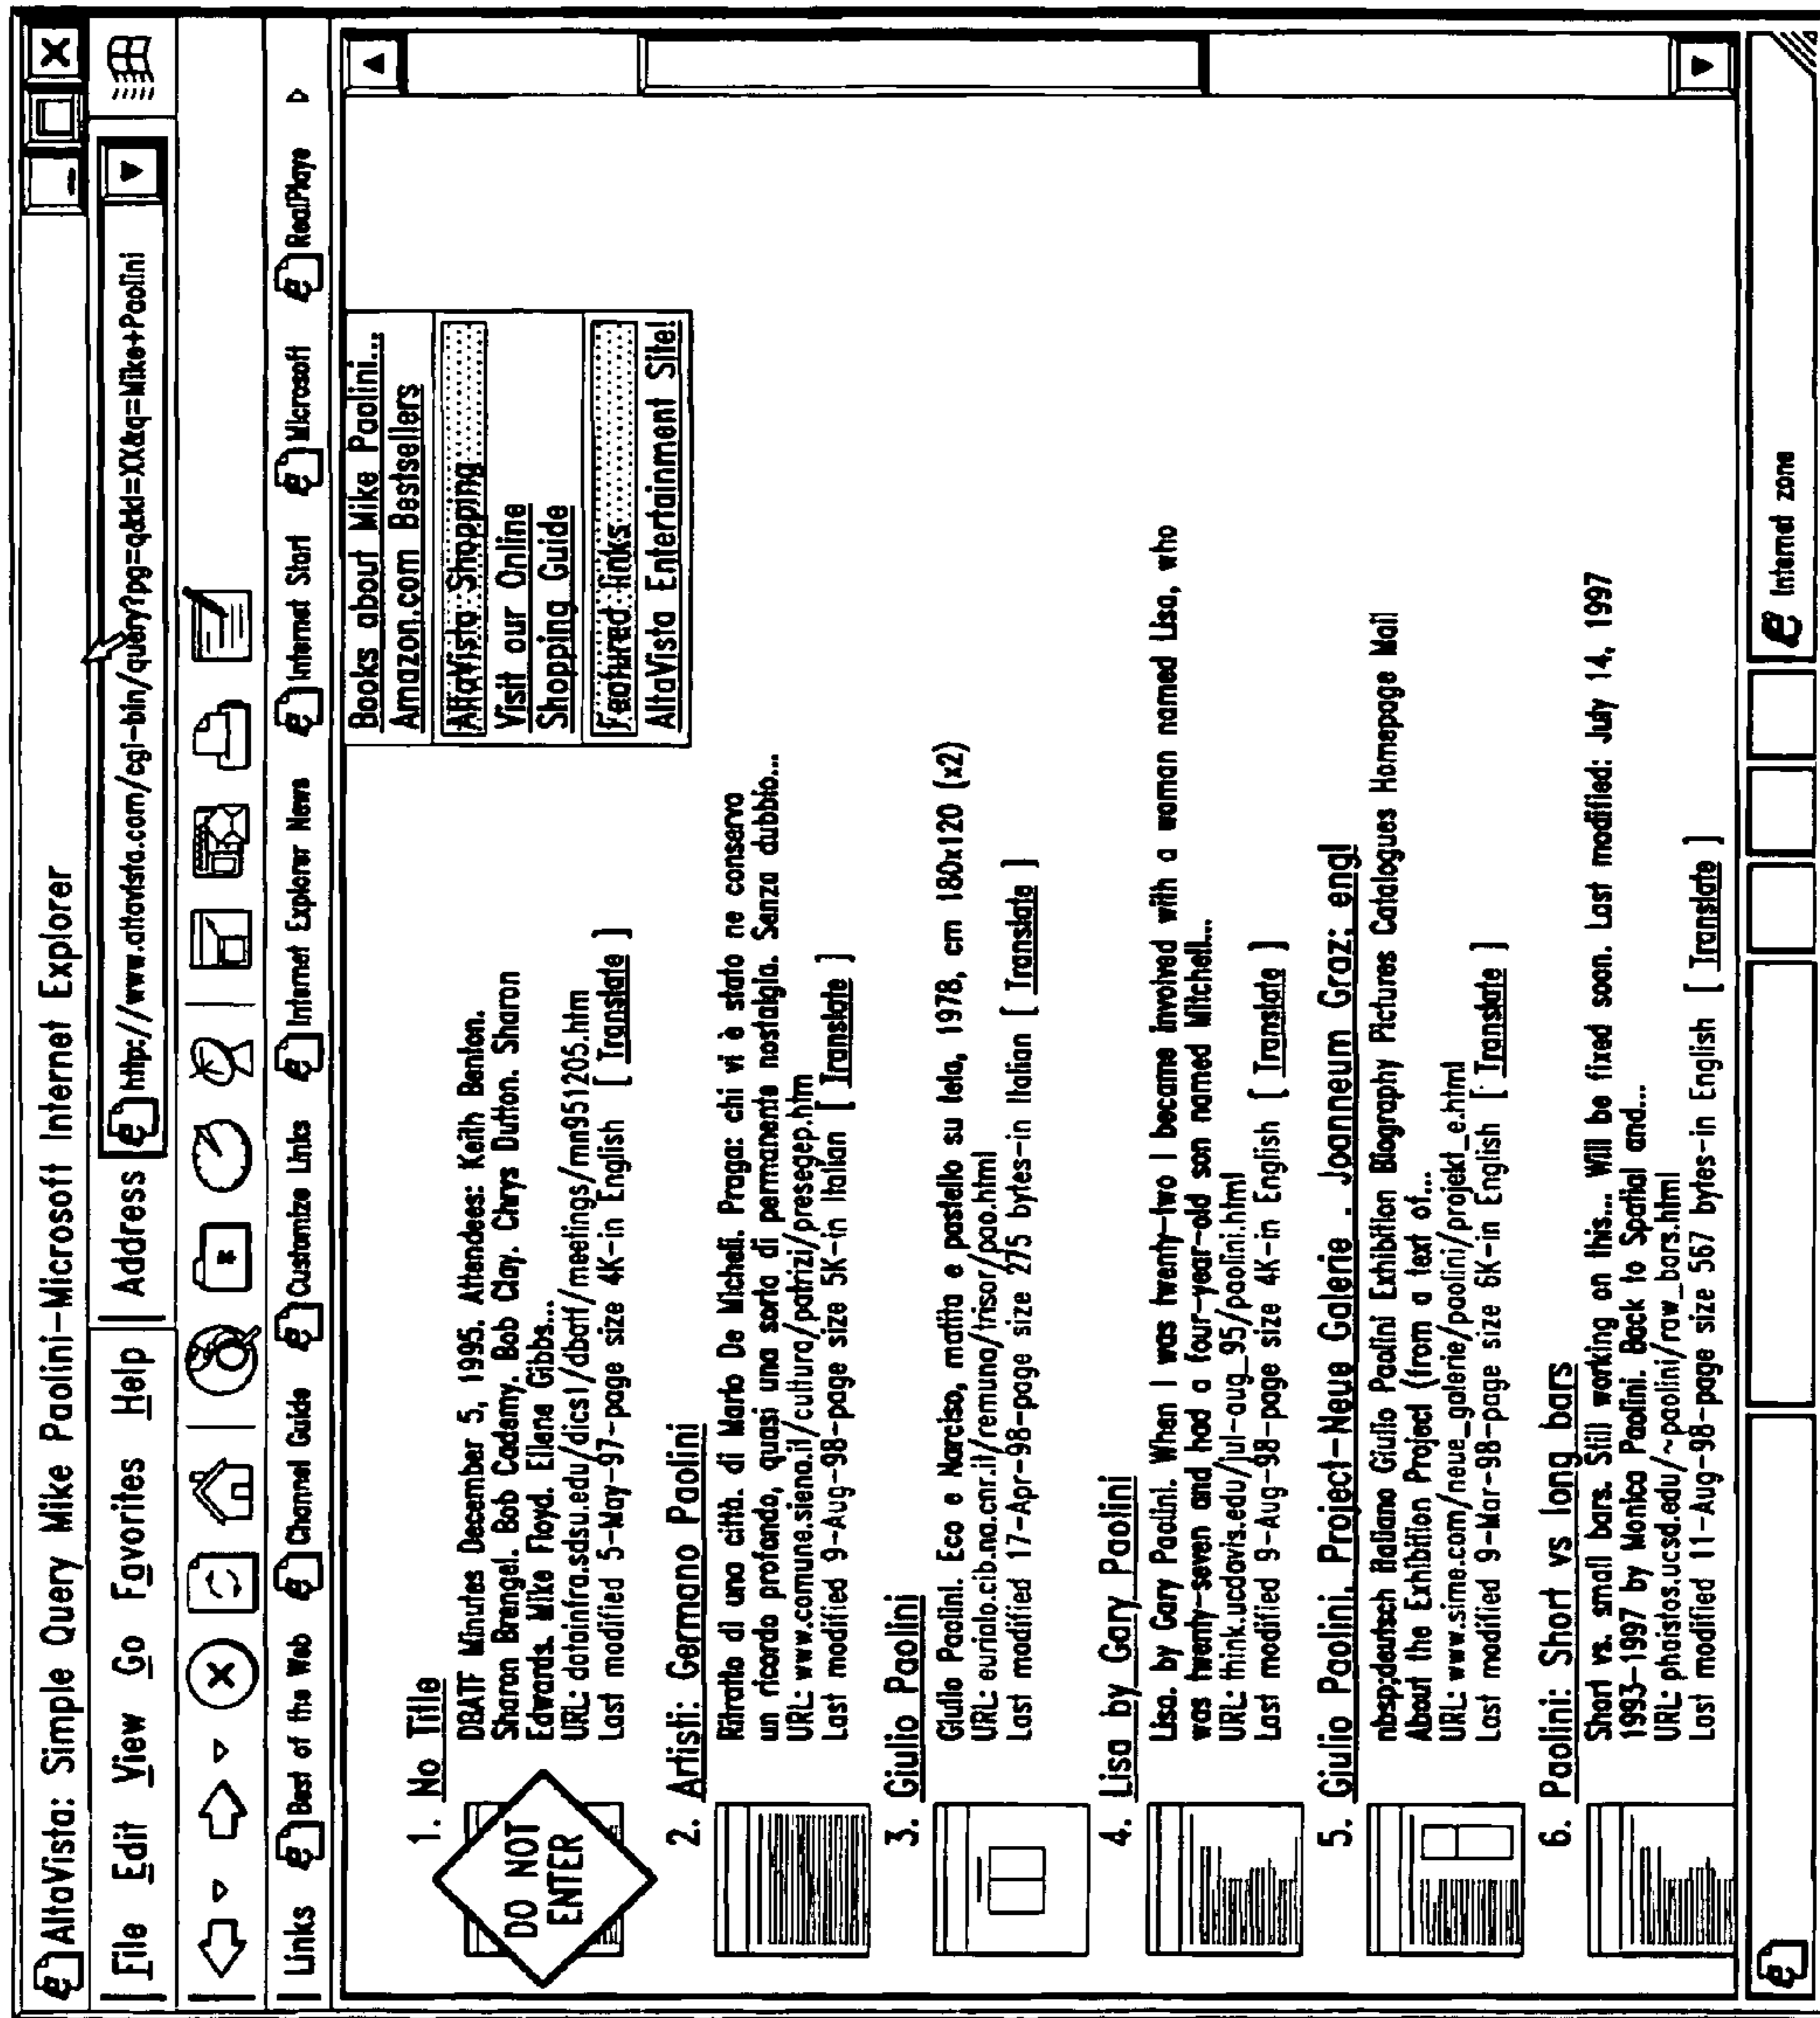 AltaVista: Simple Query Mike Paolini-Microsoft Internet Explorer
File Edit View Go Favorites Help Address http://www.altavista.com/cgi-bin/query?pg=q&kl=XX&q=Mike+Paolini
Links Best of the Web Channel Guide Customize Links Internet Explorer News Internet Start Microsoft RealPlaye
Books about Mike Paolini...
Amazon.com Bestsellers
AltaVista Shopping
Visit our Online
Shopping Guide
Featured links
AltaVista Entertainment Site!
1. No Title
DO NOT
ENTER
DRATF Minutes December 5, 1995. Attendees: Keith Benton.
Sharon Brengel. Bob Cademy. Bob Clay. Chrys Dutton. Sharon
Edwards. Mike Floyd. Ellane Gibbs...
URL: datainfra.sdsu.edu/dics1/dbatf/meetings/mn951205.htm
Last modified 5-May-97-page size 4K-in English [ Translate ]
2. Artisti: Germano Paolini
Ritratto di una città. di Mario De Micheli. Praga: chi vi è stato ne conserva
un ricordo profondo, quasi una sorta di permanente nostalgia. Senza dubbio...
URL: www.comune.siena.it/cultura/patrizi/presegep.htm
Last modified 9-Aug-98-page size 5K-in Italian [ Translate ]
3. Giulio Paolini
Giulio Paolini. Eco e Narciso, matita e pastello su tela, 1978, cm 180x120 (x2)
URL: eurialo.cib.na.cnr.it/remuna/trisor/pao.html
Last modified 17-Apr-98-page size 275 bytes-in Italian [ Translate ]
4. Lisa by Gary Paolini
Lisa. by Gary Paolini. When I was twenty-two I became involved with a woman named Lisa, who
was twenty-seven and had a four-year-old son named Mitchell...
URL: think.ucdavis.edu/jul-aug_95/paolini.html
Last modified 9-Aug-98-page size 4K-in English [ Translate ]
5. Giulio Paolini. Project-Neue Galerie . Joanneum Graz; engl
nbsp;deutsch Italiano Giulio Paolini Exhibition Biography Pictures Catalogues Homepage Mail
About the Exhibition Project (from a text of...
URL: www.sime.com/neue_galerie/paolini/projekt_e.html
Last modified 9-Mar-98-page size 6K-in English [ Translate ]
6. Paolini: Short vs long bars
Short vs. small bars. Still working on this... Will be fixed soon. Last modified: July 14, 1997
1993-1997 by Monica Paolini. Back to Spatial and...
URL: phaistos.ucsd.edu/~paolini/raw_bars.html
Last modified 11-Aug-98-page size 567 bytes-in English [ Translate ]
Internet zone